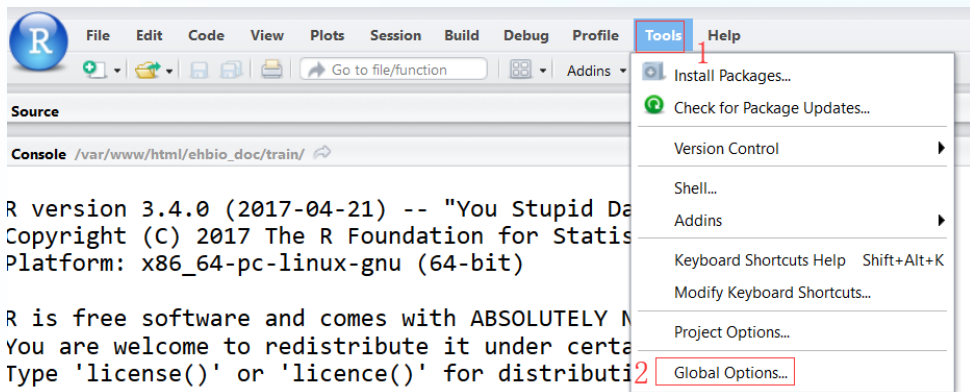 R
File Edit Code View Plots Session Build Debug Profile Tools Help
1
Go to file/function
Addins
Install Packages...
Check for Package Updates...
Source
Version Control
Console /var/www/html/ehbio_doc/train/
Shell...
R version 3.4.0 (2017-04-21) -- "You Stupid Da
Addins
Copyright (C) 2017 The R Foundation for Statis
Platform: x86_64-pc-linux-gnu (64-bit)
Keyboard Shortcuts Help Shift+Alt+K
Modify Keyboard Shortcuts...
R is free software and comes with ABSOLUTELY N
Project Options...
You are welcome to redistribute it under certa
Type 'license()' or 'licence()' for distributi
2 Global Options...